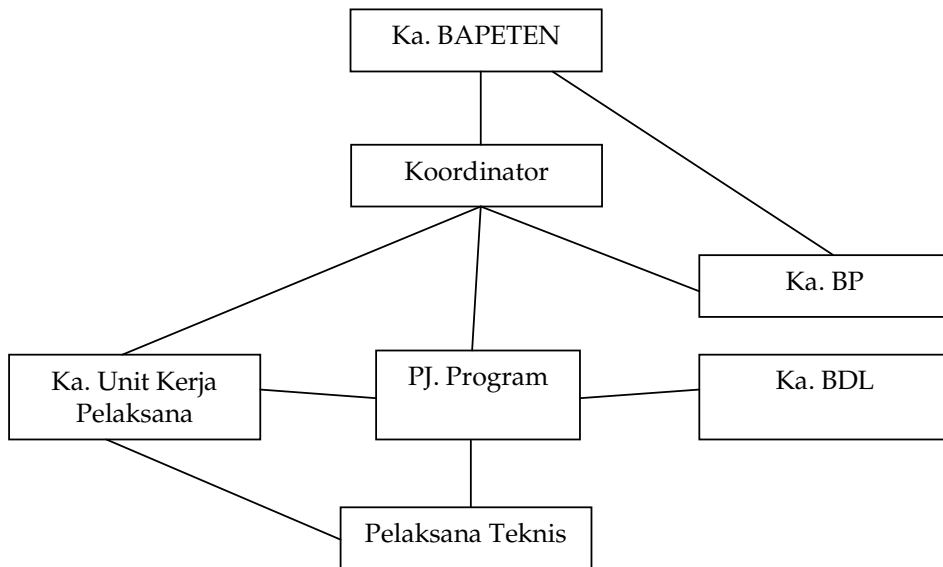 Ka. BAPETEN
Koordinator
Ka. BP
Ka. Unit Kerja
Pelaksana
PJ. Program
Ka. BDL
Pelaksana Teknis